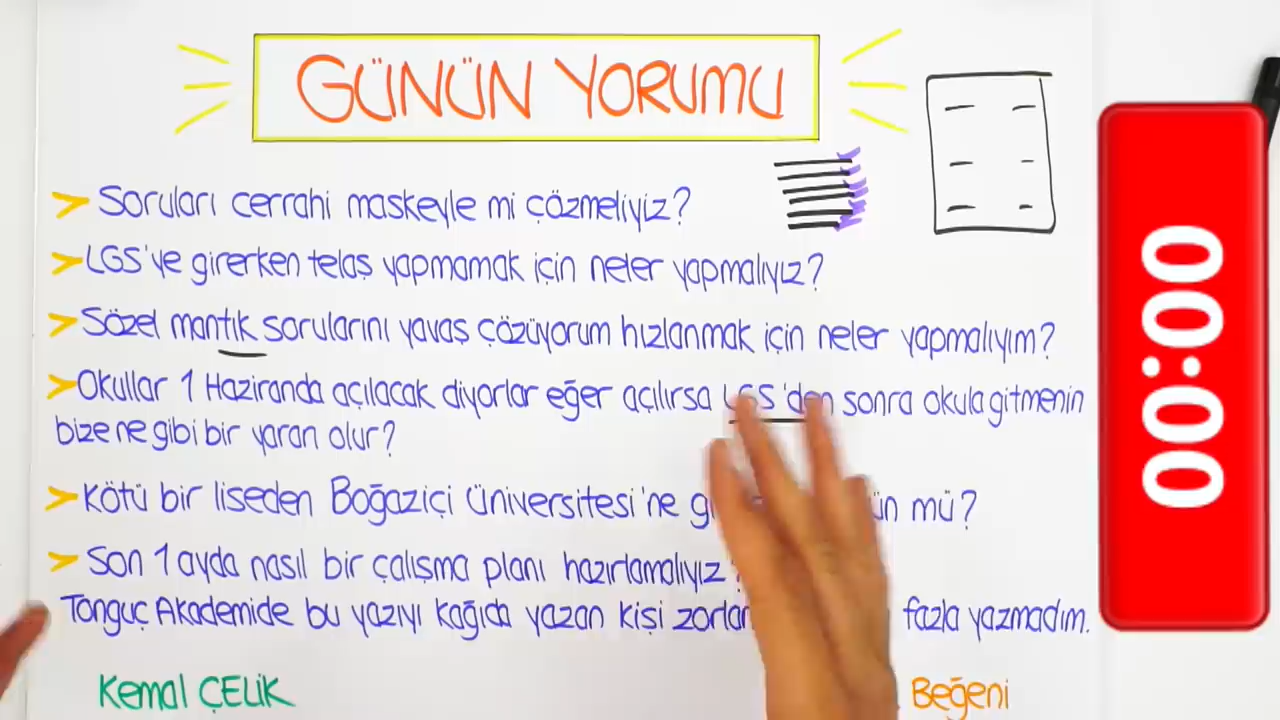 GÜNÜN YORUMU
Soruları cerrahi maskeyle mi çözmeliyiz?
LGS'ye girerken telaş yapmamak için neler yapmalıyız?
Sözel mantık sorularını yavaş çözüyorum hızlanmak için neler yapmalıyım?
Okullar 1 Haziranda açılacak diyorlar eğer açılırsa LGS'den sonra okula gitmenin
bize ne gibi bir yararı olur?
Kötü bir liseden Boğaziçi Üniversitesi'ne mü?
Son 1 ayda nasıl bir çalışma planı hazırlamalıyız?
Tonguç Akademide bu yazıyı kağıda yazan kişi fazla yazmadım.
Kemal ÇELİK
Beğeni
00:00